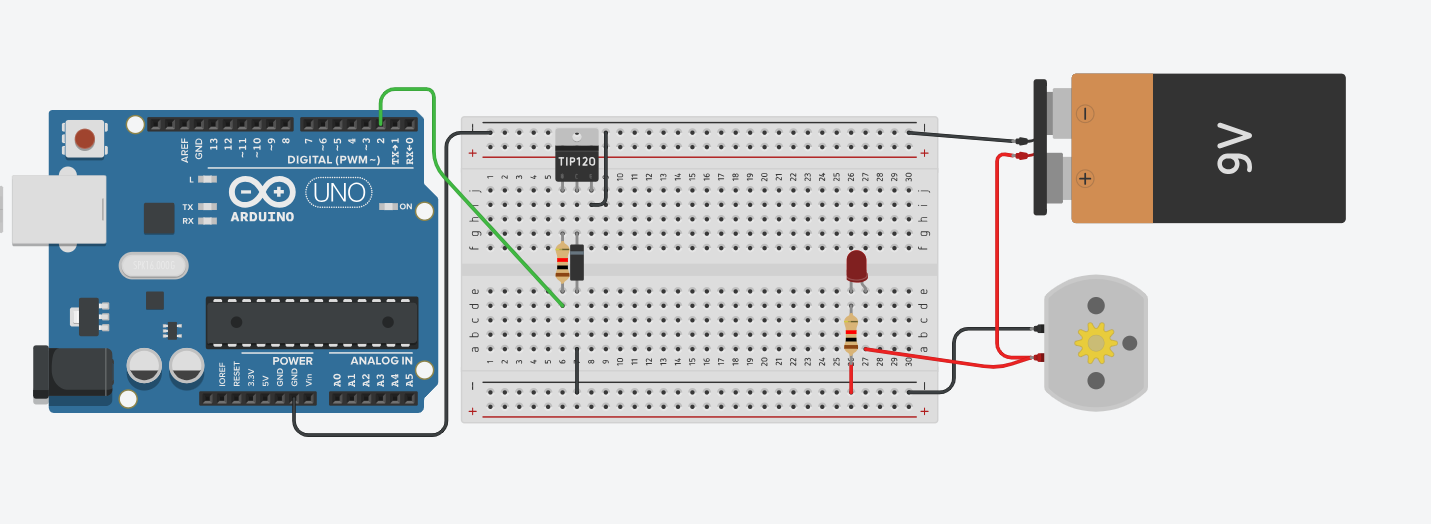 AREF
GND
13
12
~11
~10
~9
8
7
~6
~5
4
~3
2
TX→1
RX←0
DIGITAL (PWM~)
L
TX
RX
UNO
ARDUINO
ON
IOREF
RESET
3.3V
5V
GND
GND
Vin
POWER
A0
A1
A2
A3
A4
A5
ANALOG IN
TIP120
− −
+ +
1 2 3 4 5 10 11 12 13 14 15 16 17 18 19 20 21 22 23 24 25 26 27 28 29 30
j j
i i
h h
g g
f f
e e
d d
c c
b b
a a
1 2 3 4 5 6 7 8 9 10 11 12 13 14 15 16 17 18 19 20 21 22 23 24 25 26 27 28 29 30
− −
+ +
−
+
9V